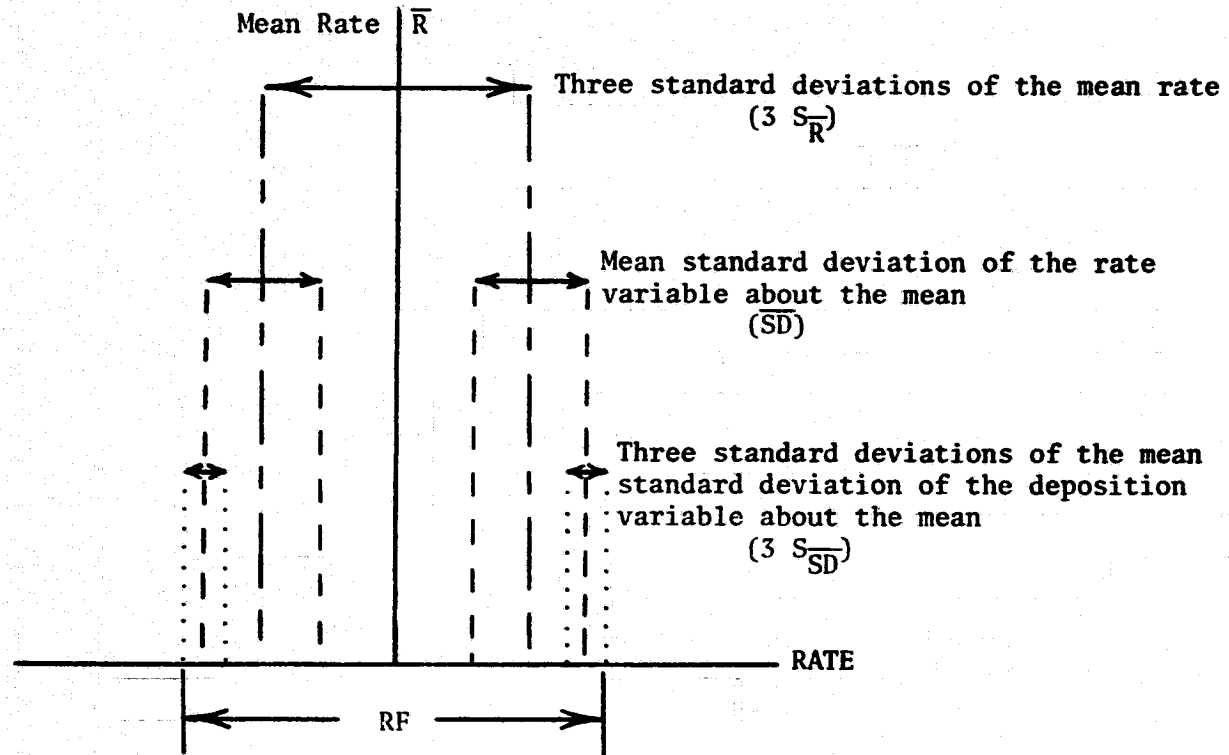 Mean Rate R̅
Three standard deviations of the mean rate
(3 S_R̅)
Mean standard deviation of the rate
variable about the mean
(S̅D̅)
Three standard deviations of the mean
standard deviation of the deposition
variable about the mean
(3 S_S̅D̅)
RATE
RF